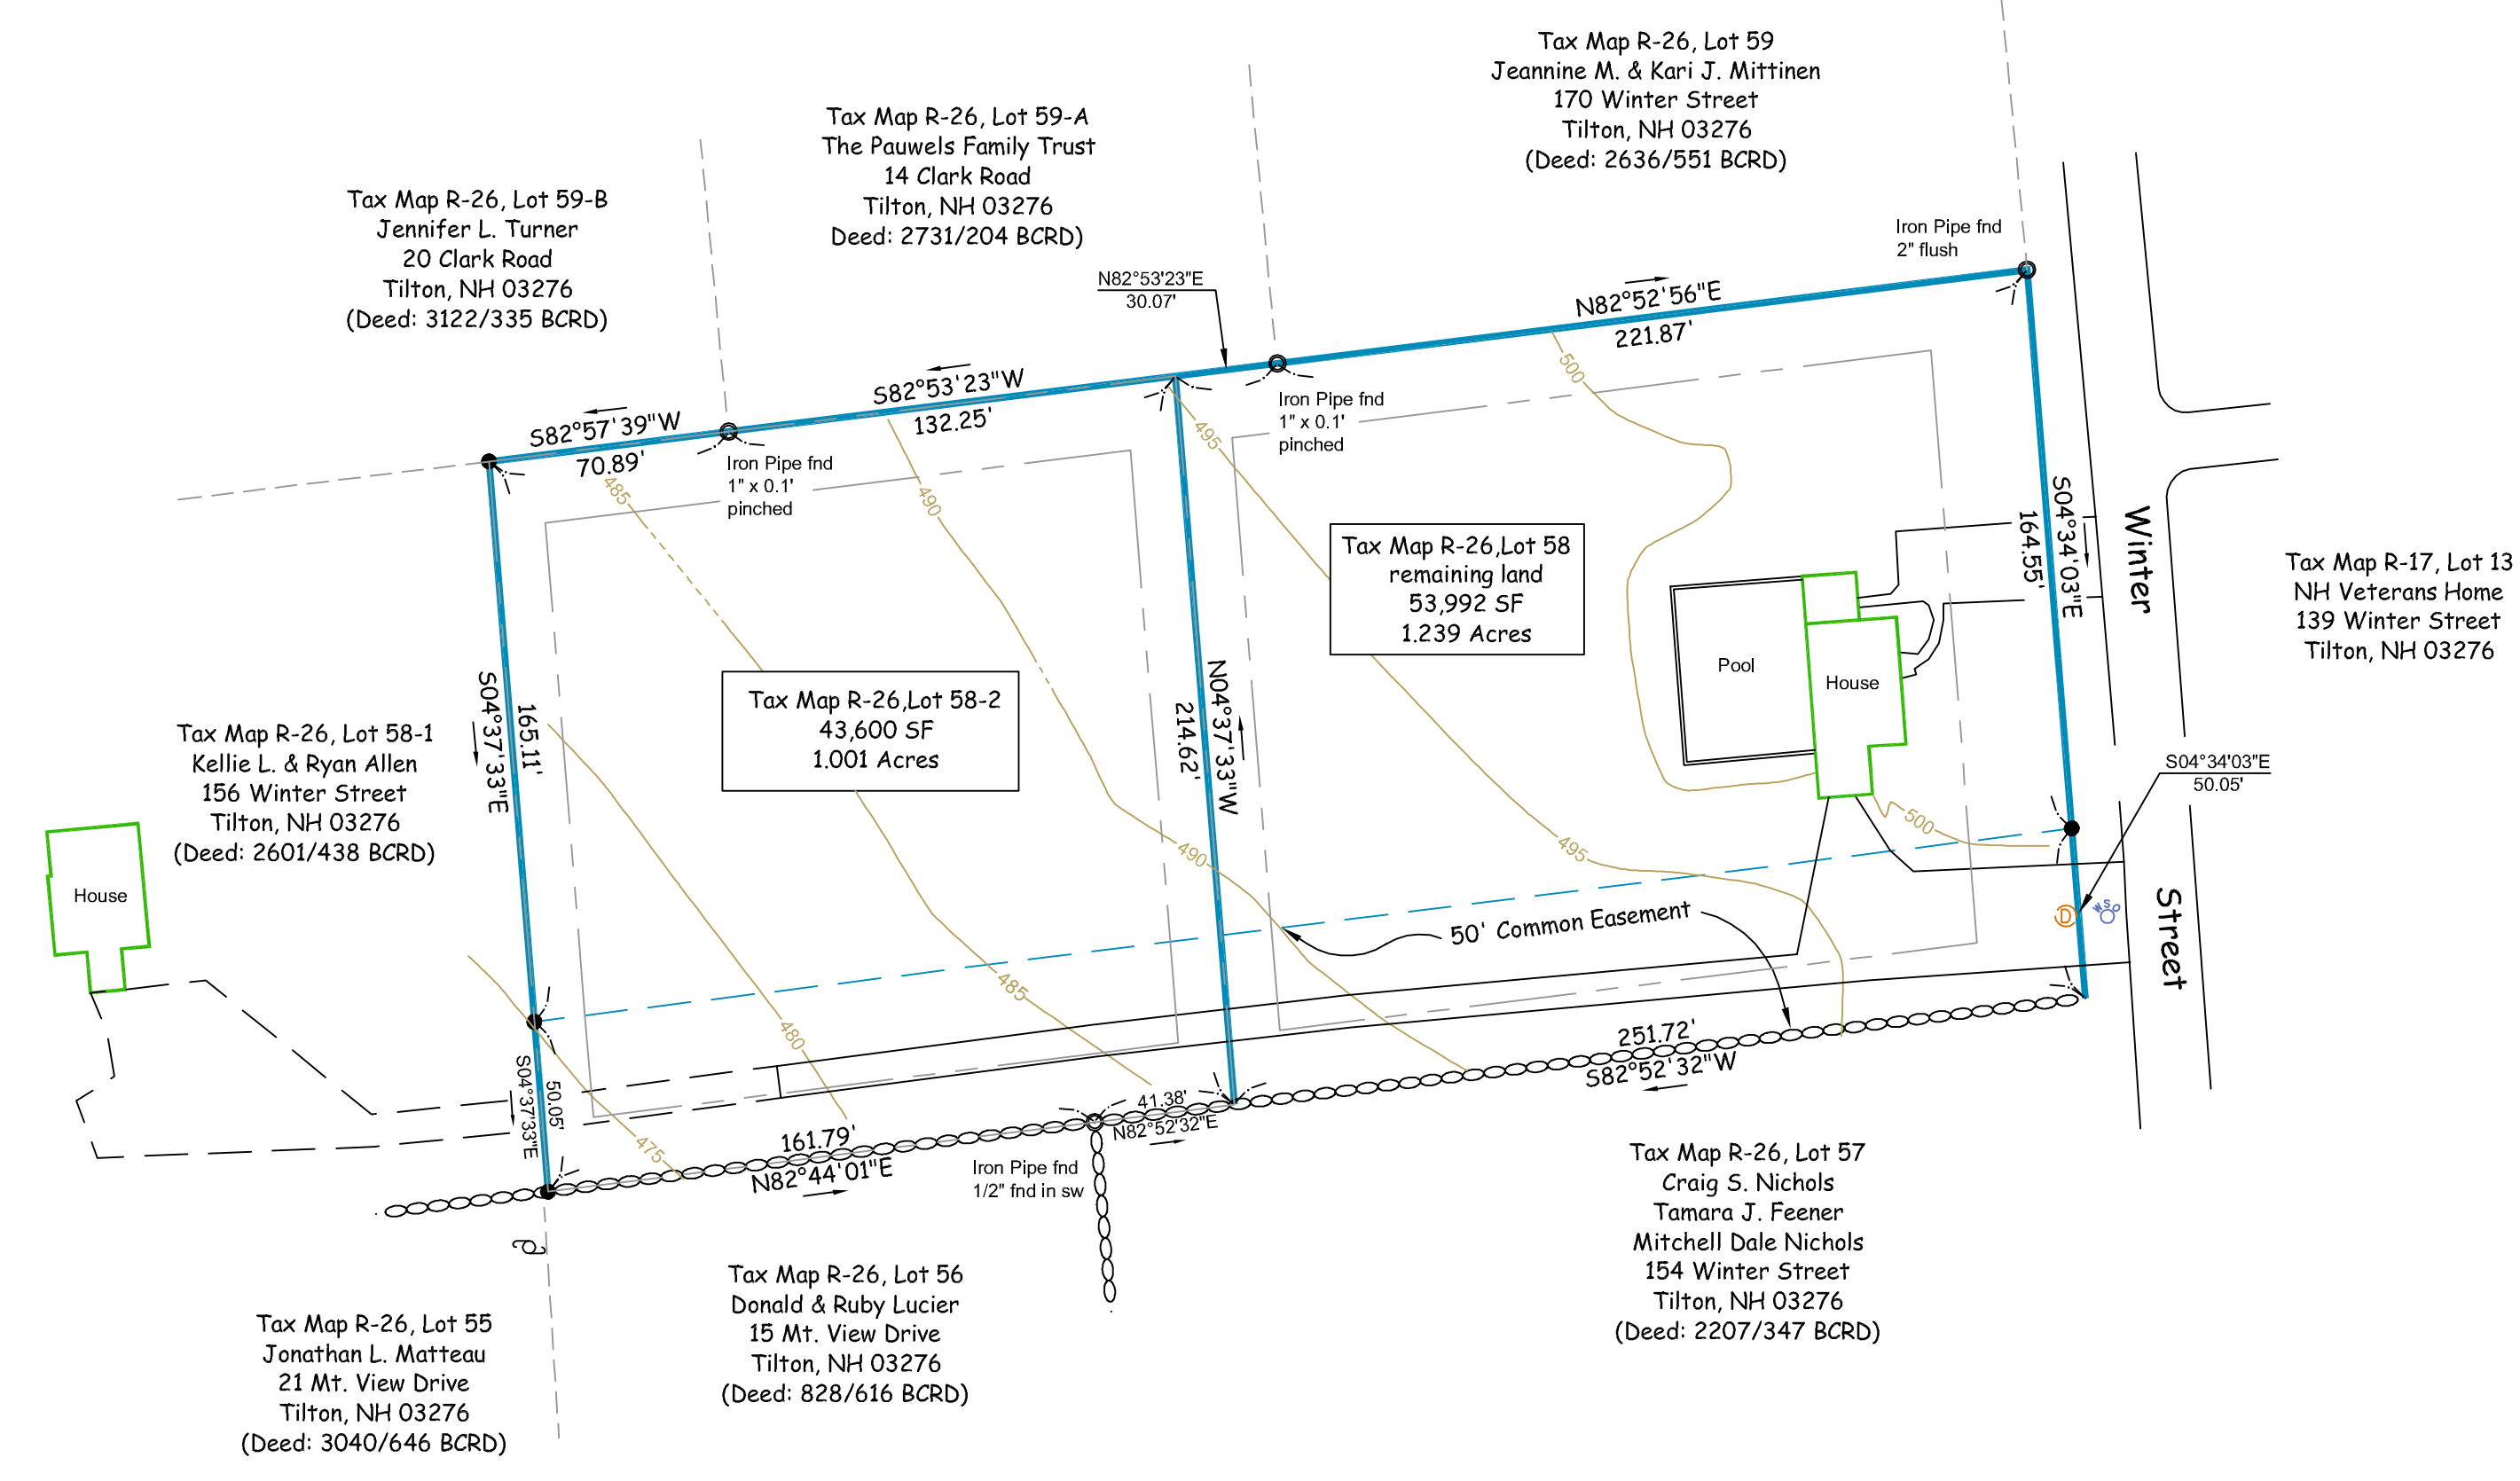 Tax Map R-26, Lot 59
Jeannine M. & Kari J. Mittinen
170 Winter Street
Tilton, NH 03276
(Deed: 2636/551 BCRD)
Tax Map R-26, Lot 59-A
The Pauwels Family Trust
14 Clark Road
Tilton, NH 03276
Deed: 2731/204 BCRD)
Tax Map R-26, Lot 59-B
Jennifer L. Turner
20 Clark Road
Tilton, NH 03276
(Deed: 3122/335 BCRD)
Iron Pipe fnd
2" flush
N82°53'23"E
30.07'
N82°52'56"E
221.87'
S82°53'23"W
132.25'
S82°57'39"W
70.89'
Iron Pipe fnd
1" x 0.1'
pinched
Iron Pipe fnd
1" x 0.1'
pinched
500
495
490
485
Tax Map R-26,Lot 58
remaining land
53,992 SF
1.239 Acres
S04°34'03"E
164.55'
Winter
Street
Tax Map R-17, Lot 13
NH Veterans Home
139 Winter Street
Tilton, NH 03276
Pool
House
Tax Map R-26,Lot 58-2
43,600 SF
1.001 Acres
N04°37'33"W
214.62'
S04°37'33"E
165.11'
Tax Map R-26, Lot 58-1
Kellie L. & Ryan Allen
156 Winter Street
Tilton, NH 03276
(Deed: 2601/438 BCRD)
House
S04°34'03"E
50.05'
500
495
490
485
480
475
D
W S O
50' Common Easement
S04°37'33"E
50.05'
251.72'
S82°52'32"W
41.38'
N82°52'32"E
161.79'
N82°44'01"E
Iron Pipe fnd
1/2" fnd in sw
Tax Map R-26, Lot 57
Craig S. Nichols
Tamara J. Feener
Mitchell Dale Nichols
154 Winter Street
Tilton, NH 03276
(Deed: 2207/347 BCRD)
Tax Map R-26, Lot 56
Donald & Ruby Lucier
15 Mt. View Drive
Tilton, NH 03276
(Deed: 828/616 BCRD)
Tax Map R-26, Lot 55
Jonathan L. Matteau
21 Mt. View Drive
Tilton, NH 03276
(Deed: 3040/646 BCRD)